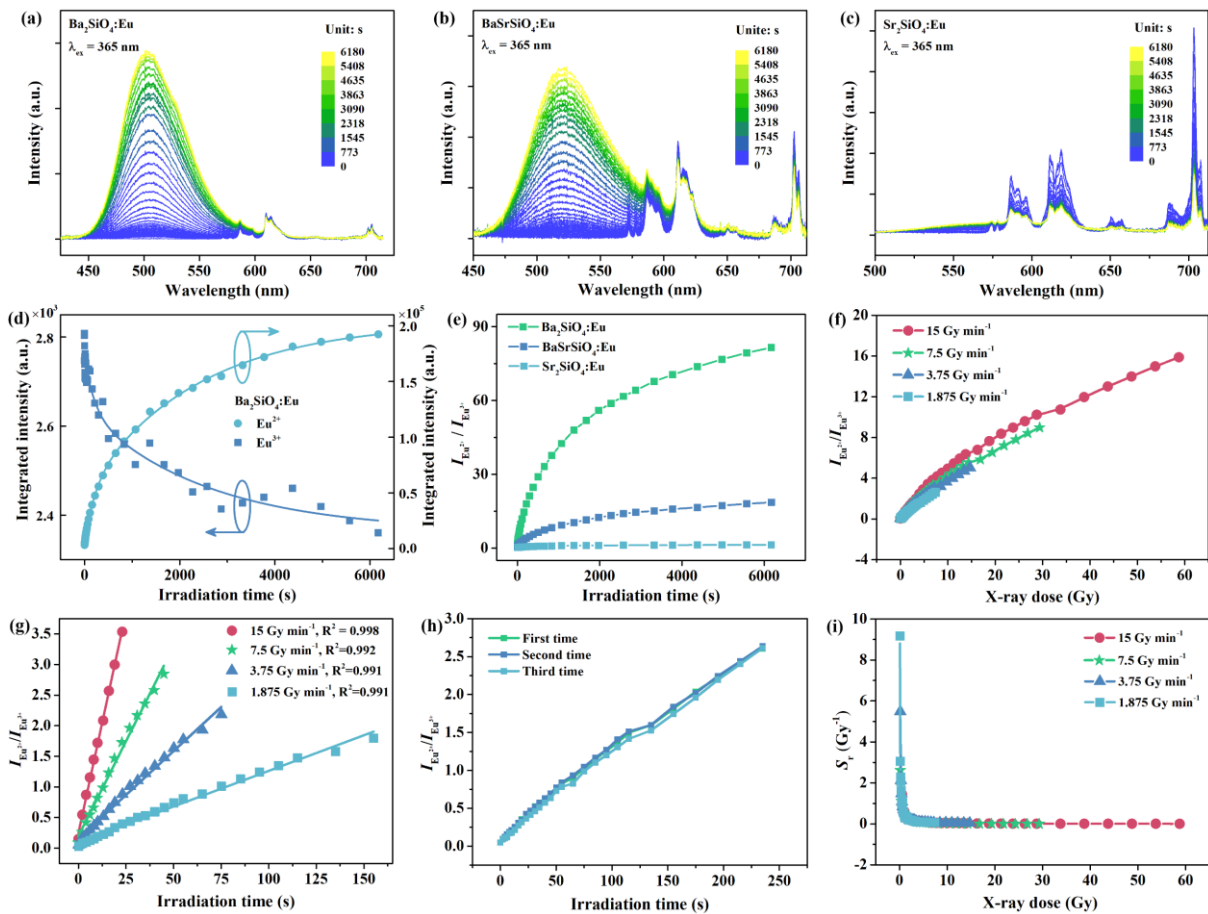 (a)
Ba₂SiO₄:Eu
λex = 365 nm
Unit: s
6180
5408
4635
3863
3090
2318
1545
773
0
Intensity (a.u.)
450 500 550 600 650 700
Wavelength (nm)
(b)
BaSrSiO₄:Eu
λex = 365 nm
Unite: s
6180
5408
4635
3863
3090
2318
1545
773
0
Intensity (a.u.)
450 500 550 600 650 700
Wavelength (nm)
(c)
Sr₂SiO₄:Eu
λex = 365 nm
Unit: s
6180
5408
4635
3863
3090
2318
1545
773
0
Intensity (a.u.)
500 550 600 650 700
Wavelength (nm)
(d)
×10³
×10⁵
2.8
2.6
2.4
Integrated intensity (a.u.)
2.0
1.5
1.0
0.5
0.0
Integrated intensity (a.u.)
Ba₂SiO₄:Eu
Eu²⁺
Eu³⁺
0 2000 4000 6000
Irradiation time (s)
(e)
90
60
30
0
I Eu²⁺ / I Eu³⁺
Ba₂SiO₄:Eu
BaSrSiO₄:Eu
Sr₂SiO₄:Eu
0 2000 4000 6000
Irradiation time (s)
(f)
20
16
12
8
4
0
-4
I Eu²⁺/I Eu³⁺
15 Gy min⁻¹
7.5 Gy min⁻¹
3.75 Gy min⁻¹
1.875 Gy min⁻¹
0 10 20 30 40 50 60
X-ray dose (Gy)
(g)
3.5
3.0
2.5
2.0
1.5
1.0
0.5
0.0
I Eu²⁺/I Eu³⁺
15 Gy min⁻¹, R² = 0.998
7.5 Gy min⁻¹, R²=0.992
3.75 Gy min⁻¹, R²=0.991
1.875 Gy min⁻¹, R²=0.991
0 25 50 75 100 125 150
Irradiation time (s)
(h)
3.0
2.5
2.0
1.5
1.0
0.5
0.0
I Eu²⁺/I Eu³⁺
First time
Second time
Third time
0 50 100 150 200 250
Irradiation time (s)
(i)
10
8
6
4
2
0
-2
Sr (Gy⁻¹)
15 Gy min⁻¹
7.5 Gy min⁻¹
3.75 Gy min⁻¹
1.875 Gy min⁻¹
0 10 20 30 40 50 60
X-ray dose (Gy)